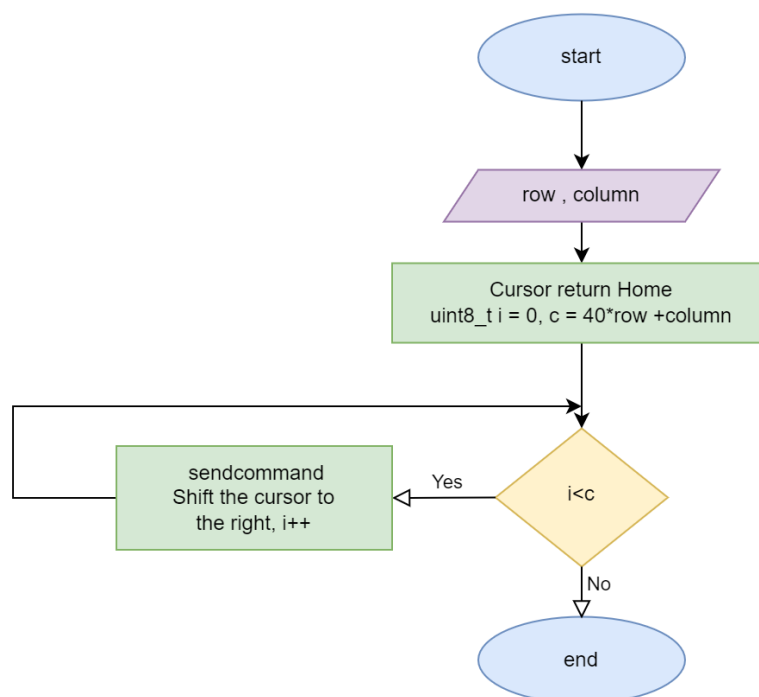 start
row , column
Cursor return Home
uint8_t i = 0, c = 40*row +column
i<c
Yes
sendcommand
Shift the cursor to
the right, i++
No
end